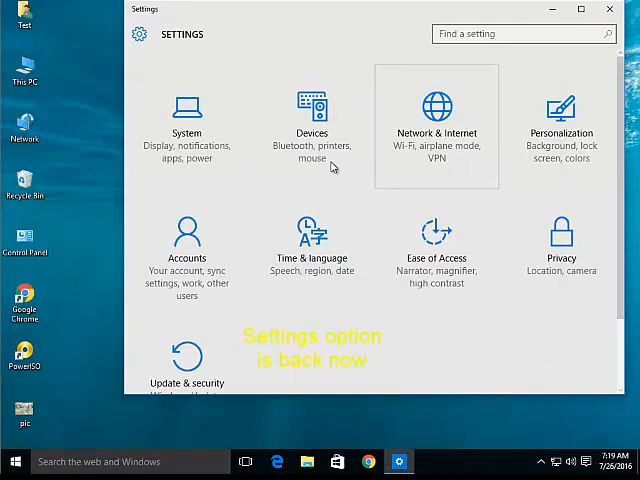 Test
This PC
Network
Recycle Bin
Control Panel
Google
Chrome
PowerISO
pic
Settings
SETTINGS
Find a setting
System
Display, notifications,
apps, power
Devices
Bluetooth, printers,
mouse
Network & Internet
Wi-Fi, airplane mode,
VPN
Personalization
Background, lock
screen, colors
Accounts
Your account, sync
settings, work, other
users
Time & language
Speech, region, date
Ease of Access
Narrator, magnifier,
high contrast
Privacy
Location, camera
Settings option
is back now
Update & security
Search the web and Windows
7:19 AM
7/26/2016